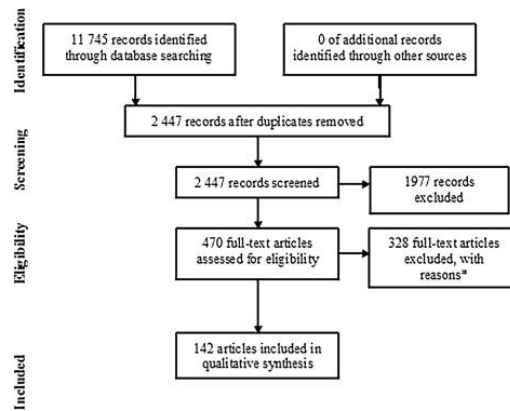 Identification
11 745 records identified
through database searching
0 of additional records
identified through other sources
2 447 records after duplicates removed
Screening
2 447 records screened
1977 records
excluded
Eligibility
470 full-text articles
assessed for eligibility
328 full-text articles
excluded, with
reasons*
Included
142 articles included in
qualitative synthesis